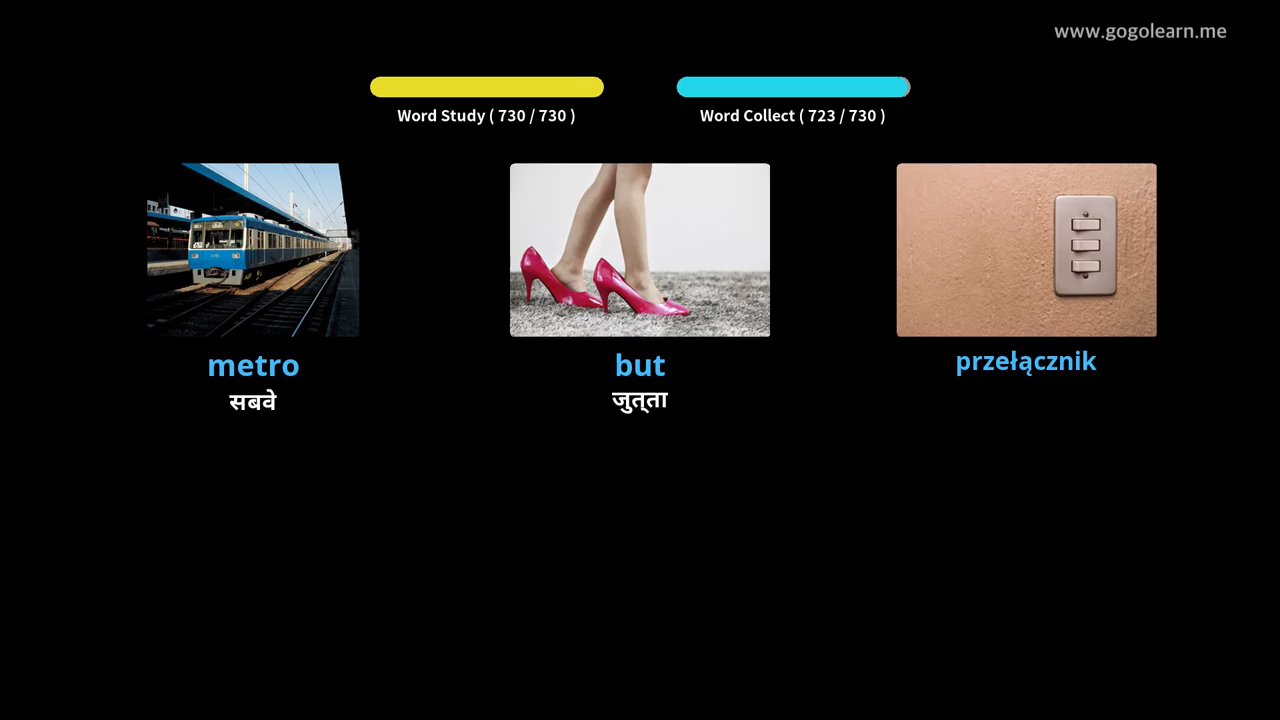 www.gogolearn.me
Word Study ( 730 / 730 )
Word Collect ( 723 / 730 )
metro
सबवे
but
जुत्ता
przełącznik